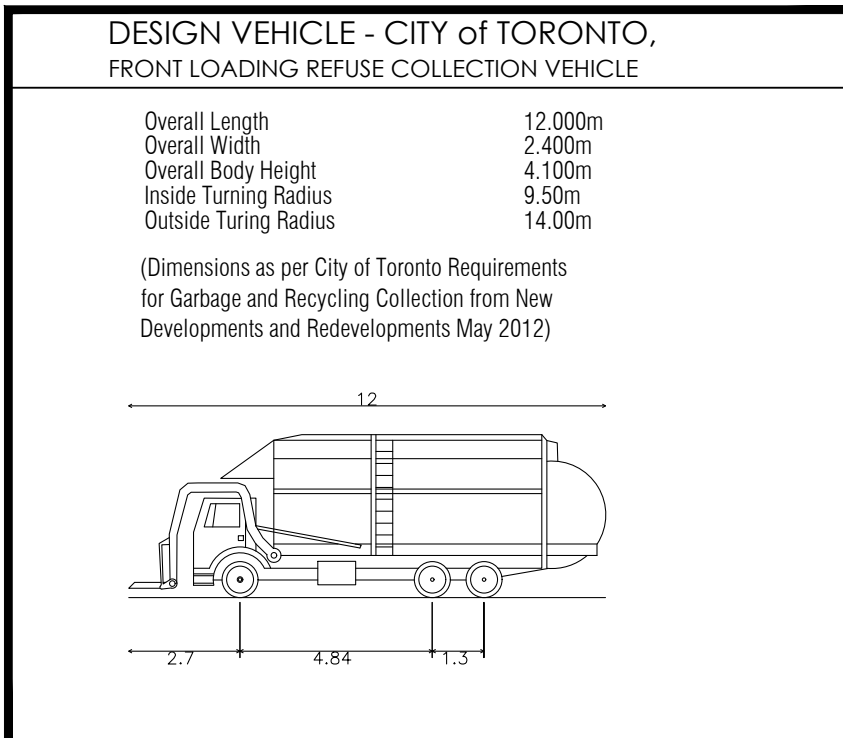 DESIGN VEHICLE - CITY of TORONTO,
FRONT LOADING REFUSE COLLECTION VEHICLE
Overall Length 12.000m
Overall Width 2.400m
Overall Body Height 4.100m
Inside Turning Radius 9.50m
Outside Turing Radius 14.00m
(Dimensions as per City of Toronto Requirements
for Garbage and Recycling Collection from New
Developments and Redevelopments May 2012)
12
2.7 4.84 1.3